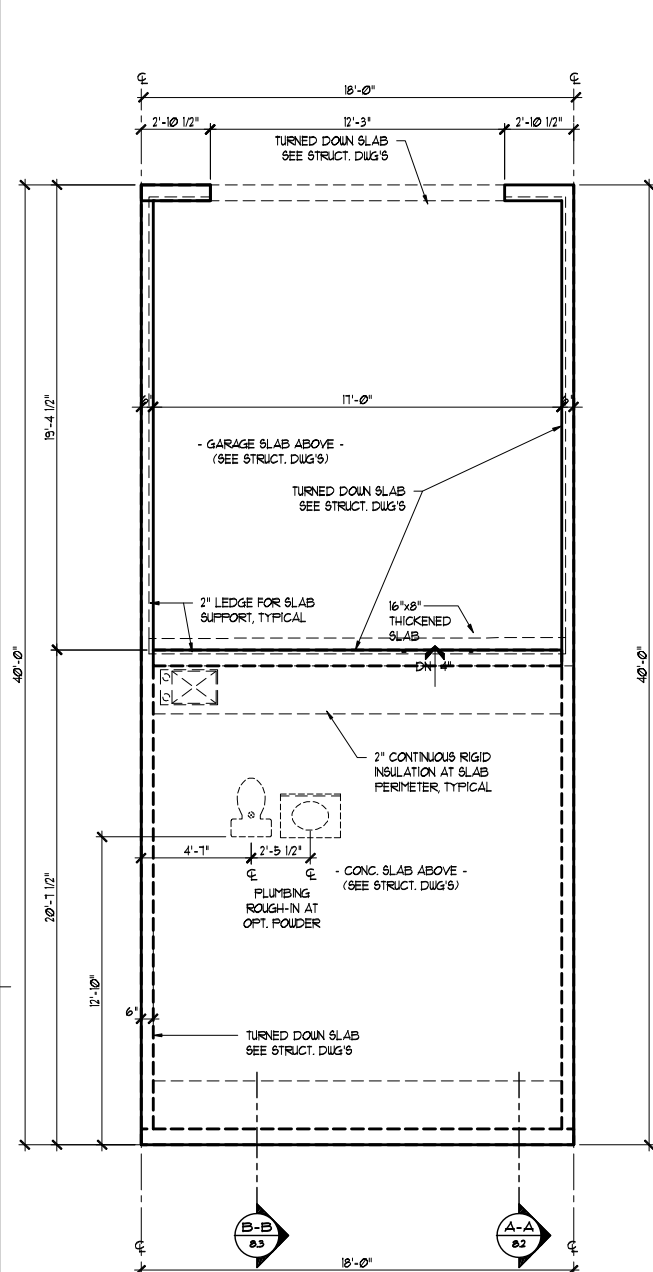 ℄ ℄
18'-0"
2'-10 1/2" 12'-3" 2'-10 1/2"
TURNED DOWN SLAB
SEE STRUCT. DWG'S
6" 17'-0" 6"
19'-4 1/2"
- GARAGE SLAB ABOVE -
(SEE STRUCT. DWG'S)
TURNED DOWN SLAB
SEE STRUCT. DWG'S
2" LEDGE FOR SLAB
SUPPORT, TYPICAL
16"x8"
THICKENED
SLAB
40'-0" 40'-0"
DN 4"
2" CONTINUOUS RIGID
INSULATION AT SLAB
PERIMETER, TYPICAL
4'-7" 2'-5 1/2"
℄ ℄
- CONC. SLAB ABOVE -
(SEE STRUCT. DWG'S)
PLUMBING
ROUGH-IN AT
OPT. POWDER
20'-7 1/2"
12'-10"
6"
TURNED DOWN SLAB
SEE STRUCT. DWG'S
B-B
8.3
A-A
8.2
℄ ℄
18'-0"